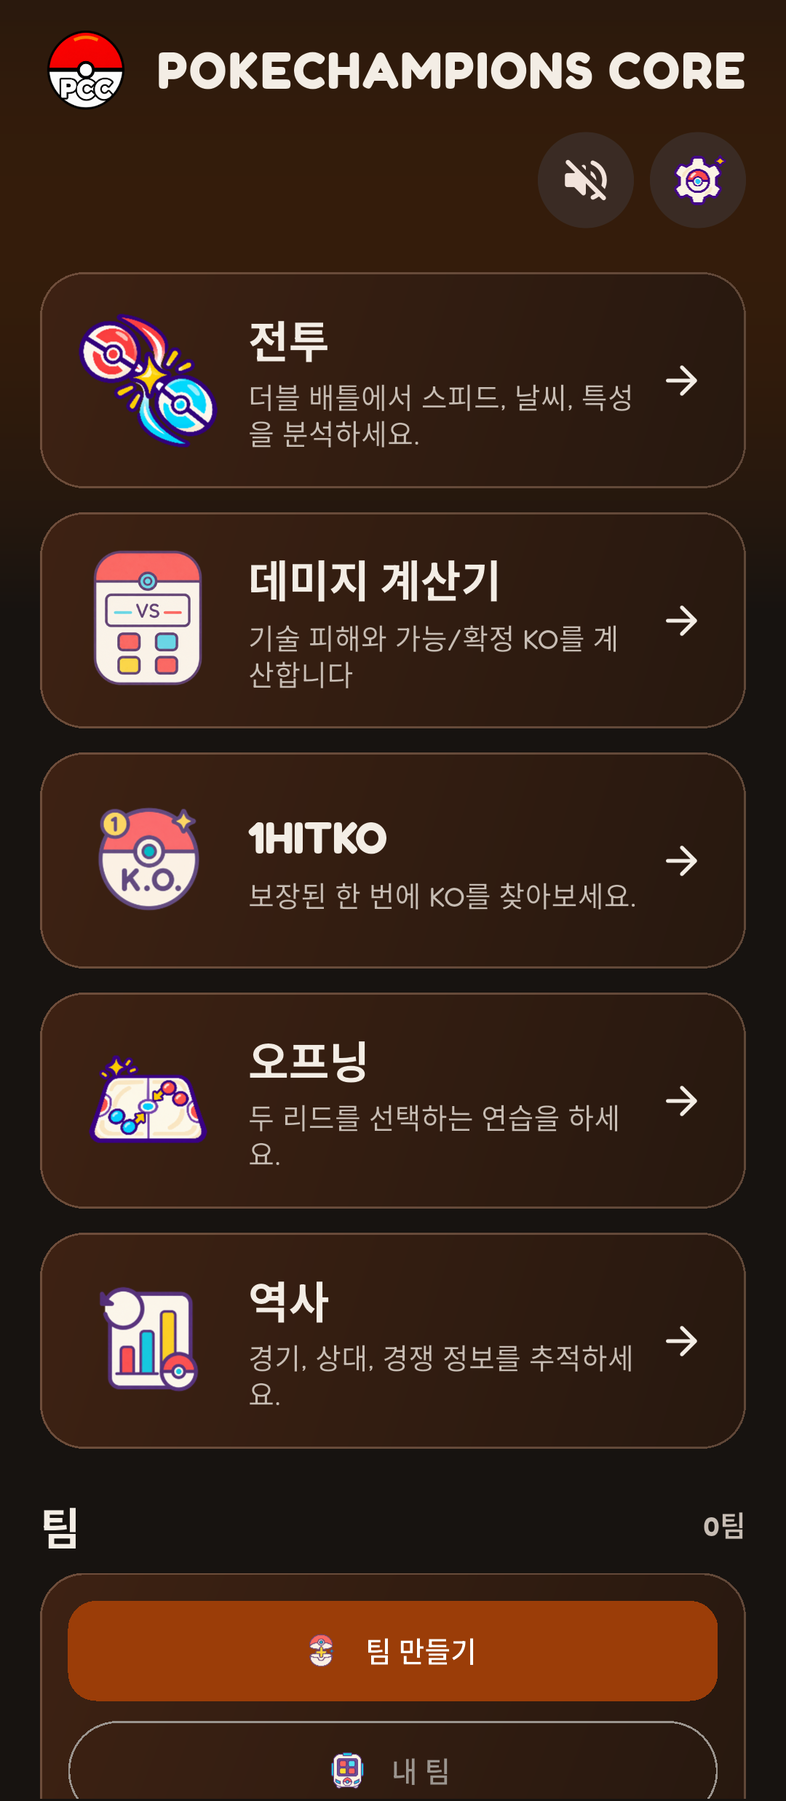 PCC
POKECHAMPIONS CORE
전투
더블 배틀에서 스피드, 날씨, 특성
을 분석하세요.
VS
데미지 계산기
기술 피해와 가능/확정 KO를 계
산합니다
1
K.O.
1HITKO
보장된 한 번에 KO를 찾아보세요.
오프닝
두 리드를 선택하는 연습을 하세
요.
역사
경기, 상대, 경쟁 정보를 추적하세
요.
팀
0팀
팀 만들기
내 팀